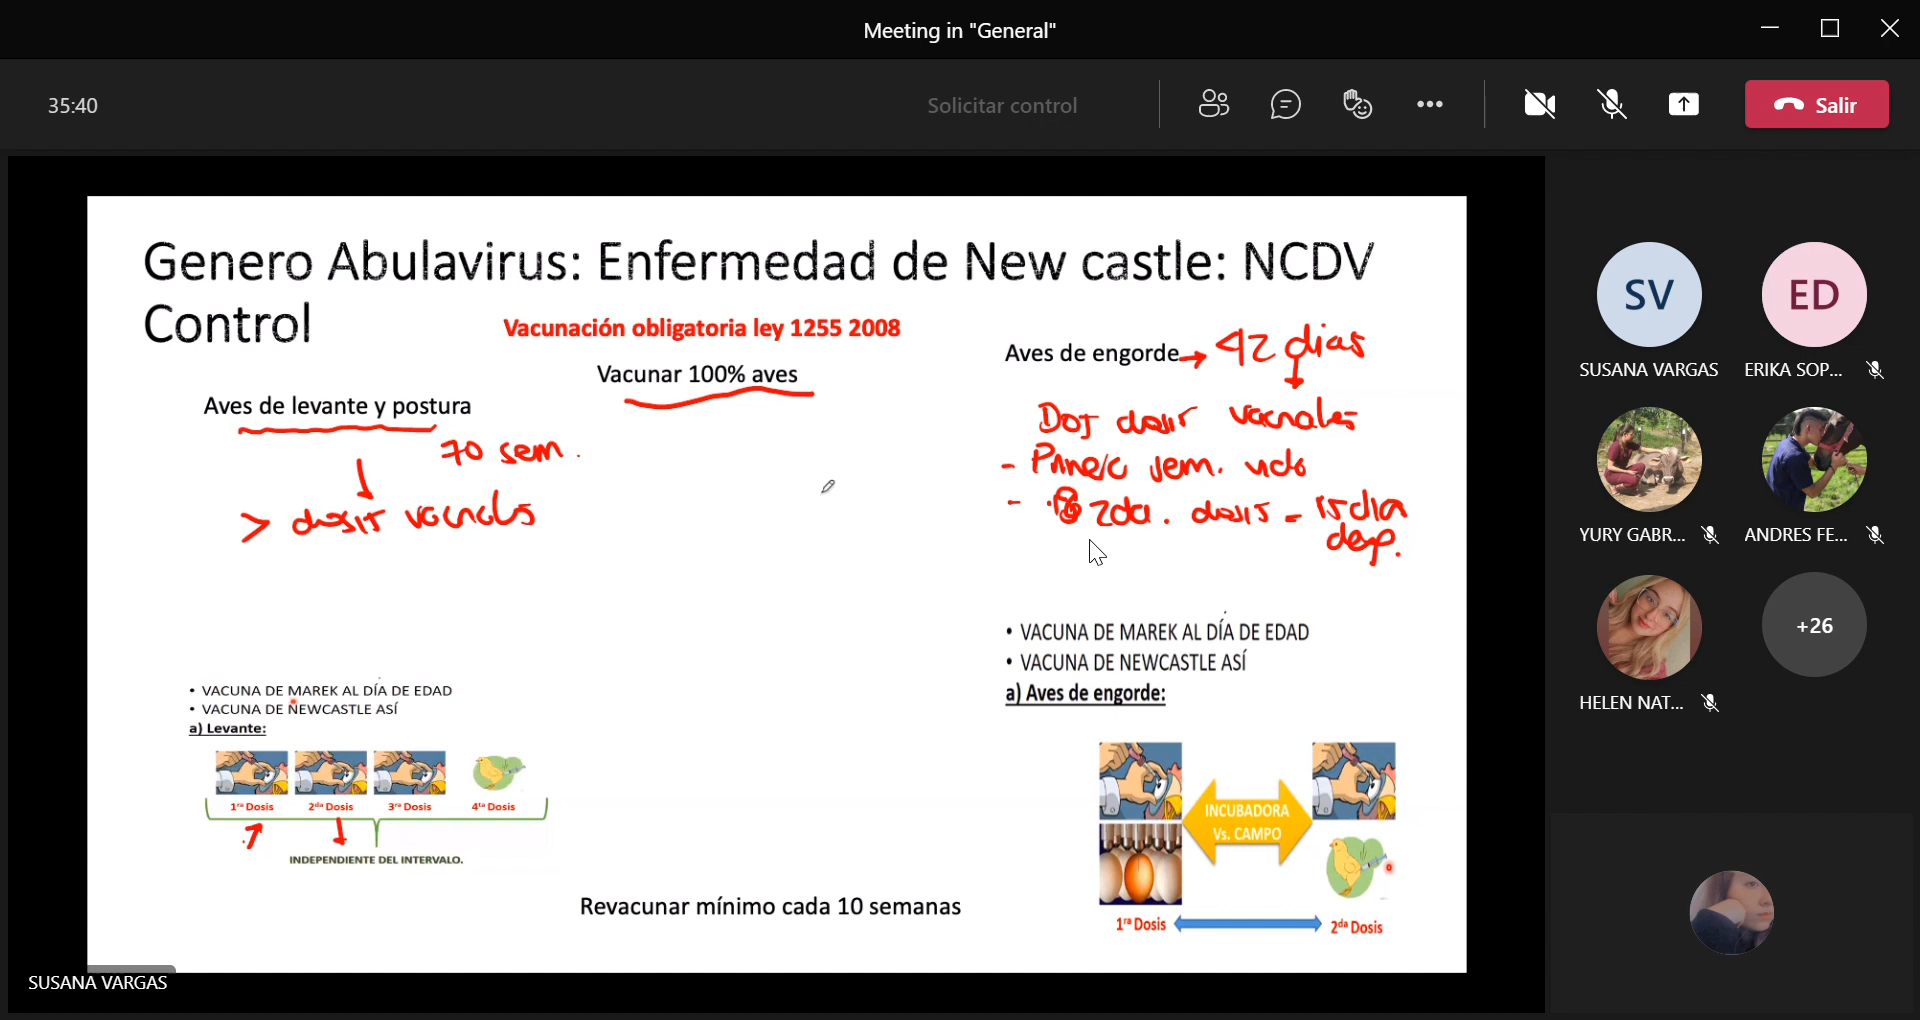 Meeting in "General"
35:40
Solicitar control
Salir
Genero Abulavirus: Enfermedad de New castle: NCDV
Control
Vacunación obligatoria ley 1255 2008
Vacunar 100% aves
Aves de levante y postura
70 sem.
> dosis vacnales
Aves de engorde
42 dias
Dos dosis vacnales
- Primera sem. vida
- 2da. dosis - 15 dia
desp.
• VACUNA DE MAREK AL DÍA DE EDAD
• VACUNA DE NEWCASTLE ASÍ
a) Levante:
1ra Dosis 2da Dosis 3ra Dosis 4ta Dosis
INDEPENDIENTE DEL INTERVALO.
• VACUNA DE MAREK AL DÍA DE EDAD
• VACUNA DE NEWCASTLE ASÍ
a) Aves de engorde:
INCUBADORA
Vs. CAMPO
1ra Dosis 2da Dosis
Revacunar mínimo cada 10 semanas
SUSANA VARGAS
SV
ED
SUSANA VARGAS
ERIKA SOP...
YURY GABR...
ANDRES FE...
HELEN NAT...
+26